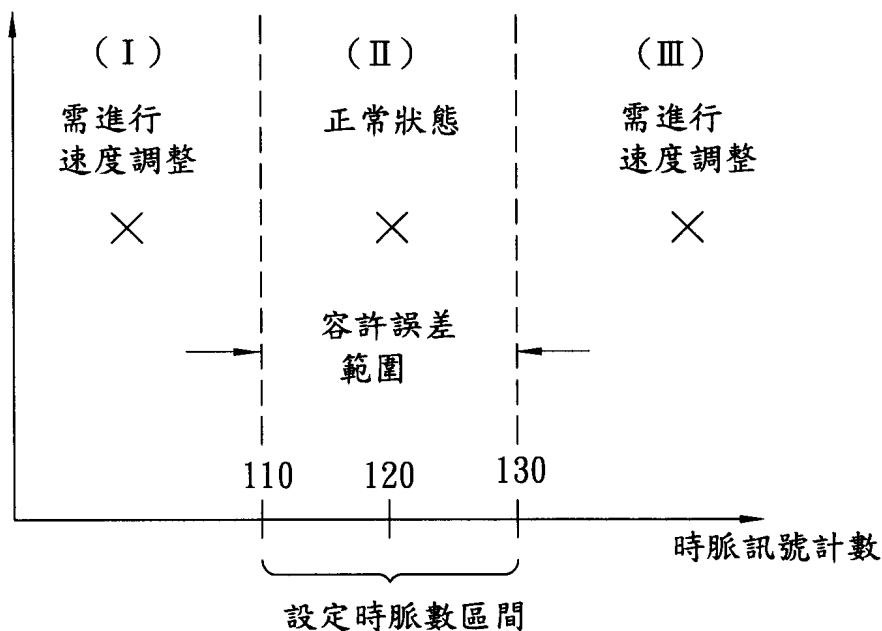 (Ⅰ)
需進行
速度調整
(Ⅱ)
正常狀態
(Ⅲ)
需進行
速度調整
容許誤差
範圍
110
120
130
時脈訊號計數
設定時脈數區間